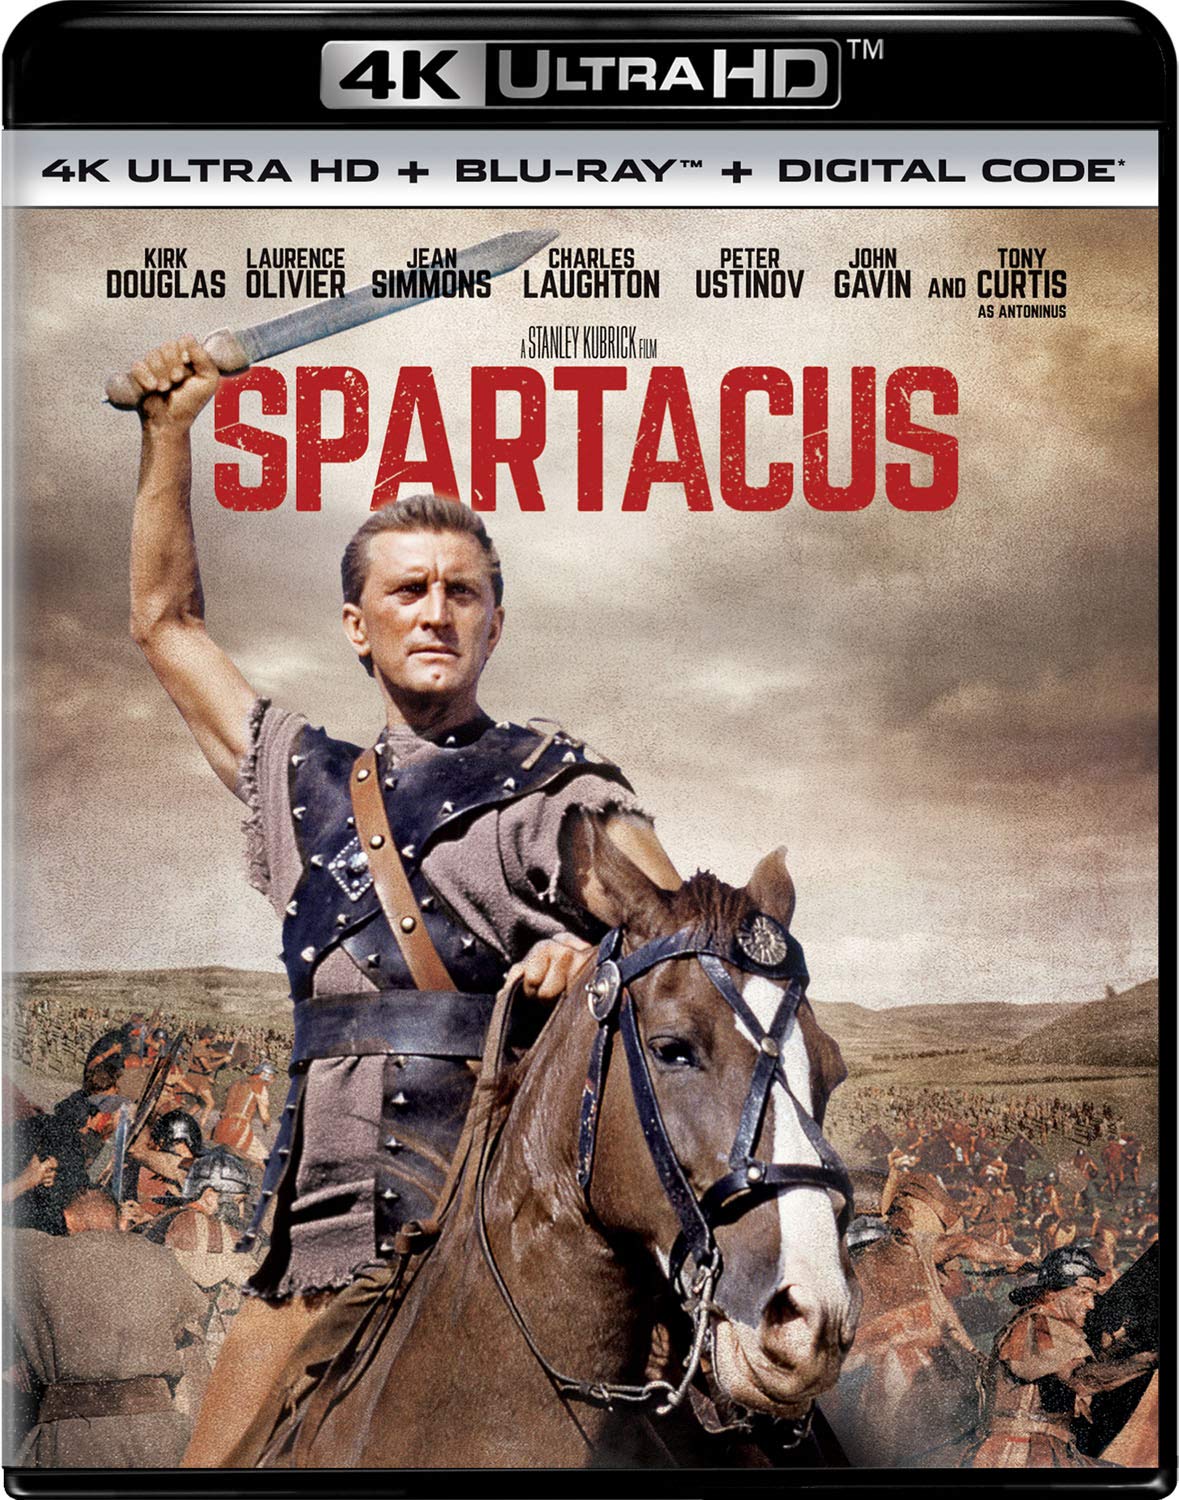 4K ULTRA HD™
4K ULTRA HD + BLU-RAY™ + DIGITAL CODE*
KIRK DOUGLAS LAURENCE OLIVIER JEAN SIMMONS CHARLES LAUGHTON PETER USTINOV JOHN GAVIN AND TONY CURTIS
AS ANTONINUS
A STANLEY KUBRICK FILM
SPARTACUS